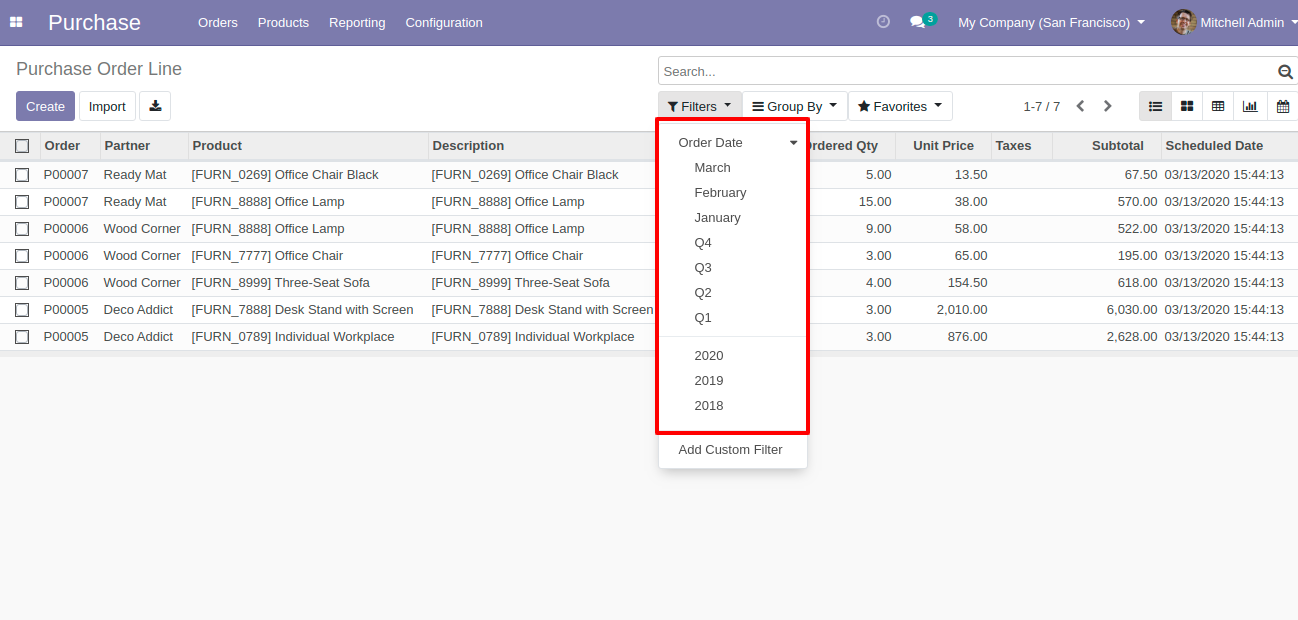 Purchase Orders Products Reporting Configuration 3 My Company (San Francisco) Mitchell Admin
Purchase Order Line
Search...
Create Import Filters Group By Favorites 1-7 / 7
Order Partner Product Description rdered Qty Unit Price Taxes Subtotal Scheduled Date
P00007 Ready Mat [FURN_0269] Office Chair Black [FURN_0269] Office Chair Black 5.00 13.50 67.50 03/13/2020 15:44:13
P00007 Ready Mat [FURN_8888] Office Lamp [FURN_8888] Office Lamp 15.00 38.00 570.00 03/13/2020 15:44:13
P00006 Wood Corner [FURN_8888] Office Lamp [FURN_8888] Office Lamp 9.00 58.00 522.00 03/13/2020 15:44:13
P00006 Wood Corner [FURN_7777] Office Chair [FURN_7777] Office Chair 3.00 65.00 195.00 03/13/2020 15:44:13
P00006 Wood Corner [FURN_8999] Three-Seat Sofa [FURN_8999] Three-Seat Sofa 4.00 154.50 618.00 03/13/2020 15:44:13
P00005 Deco Addict [FURN_7888] Desk Stand with Screen [FURN_7888] Desk Stand with Screen 3.00 2,010.00 6,030.00 03/13/2020 15:44:13
P00005 Deco Addict [FURN_0789] Individual Workplace [FURN_0789] Individual Workplace 3.00 876.00 2,628.00 03/13/2020 15:44:13
Order Date
March
February
January
Q4
Q3
Q2
Q1
2020
2019
2018
Add Custom Filter